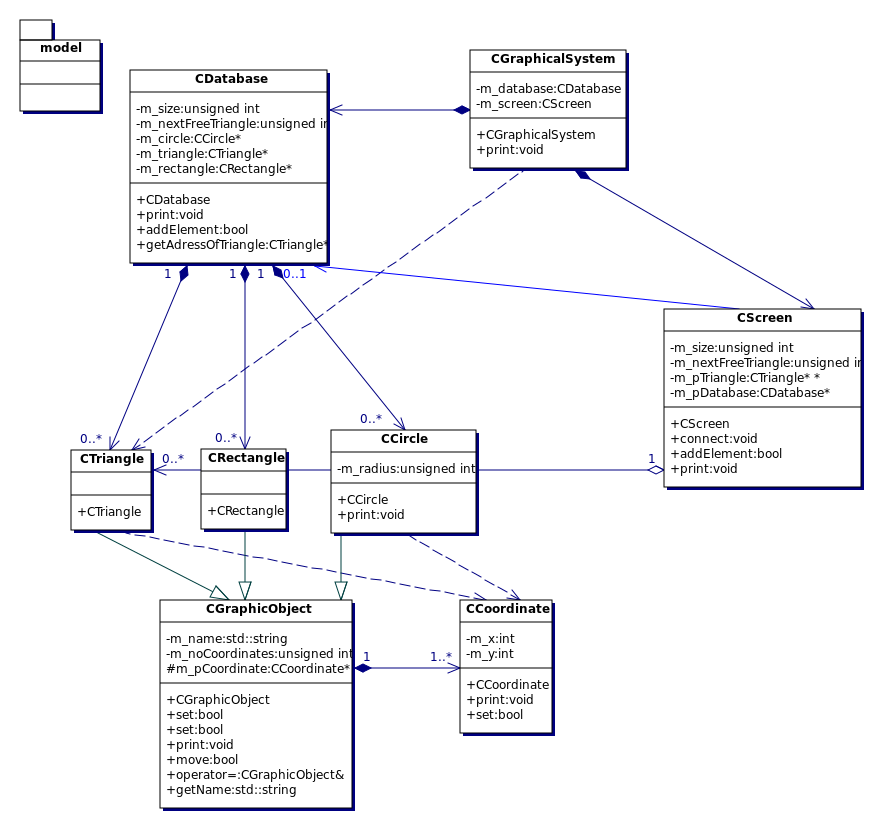 model
CDatabase
-m_size:unsigned int
-m_nextFreeTriangle:unsigned in
-m_circle:CCircle*
-m_triangle:CTriangle*
-m_rectangle:CRectangle*
+CDatabase
+print:void
+addElement:bool
+getAdressOfTriangle:CTriangle*
CGraphicalSystem
-m_database:CDatabase
-m_screen:CScreen
+CGraphicalSystem
+print:void
1
1
1
0..1
CScreen
-m_size:unsigned int
-m_nextFreeTriangle:unsigned in
-m_pTriangle:CTriangle* *
-m_pDatabase:CDatabase*
+CScreen
+connect:void
+addElement:bool
+print:void
0..*
0..*
0..*
CTriangle
+CTriangle
0..*
CRectangle
+CRectangle
CCircle
-m_radius:unsigned int
+CCircle
+print:void
1
CGraphicObject
-m_name:std::string
-m_noCoordinates:unsigned int
#m_pCoordinate:CCoordinate*
+CGraphicObject
+set:bool
+set:bool
+print:void
+move:bool
+operator=:CGraphicObject&
+getName:std::string
1
1..*
CCoordinate
-m_x:int
-m_y:int
+CCoordinate
+print:void
+set:bool